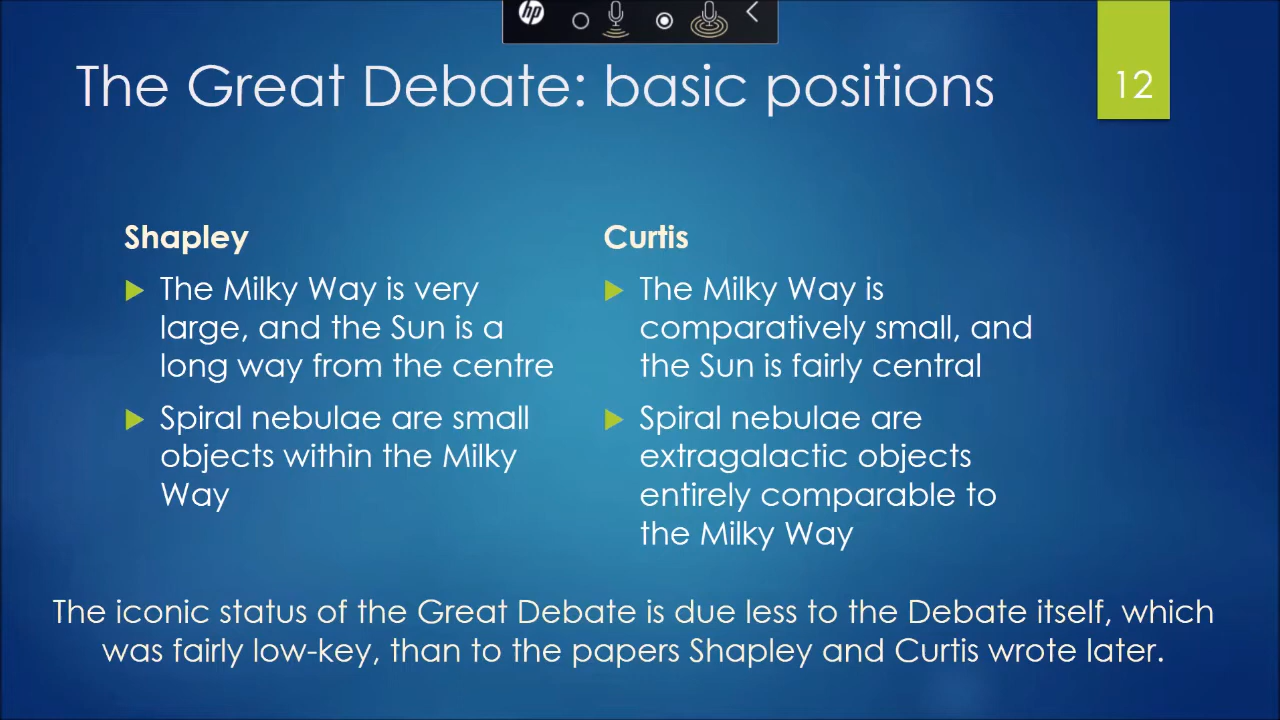 hp
The Great Debate: basic positions
12
Shapley
The Milky Way is very
large, and the Sun is a
long way from the centre
Spiral nebulae are small
objects within the Milky
Way
Curtis
The Milky Way is
comparatively small, and
the Sun is fairly central
Spiral nebulae are
extragalactic objects
entirely comparable to
the Milky Way
The iconic status of the Great Debate is due less to the Debate itself, which
was fairly low-key, than to the papers Shapley and Curtis wrote later.